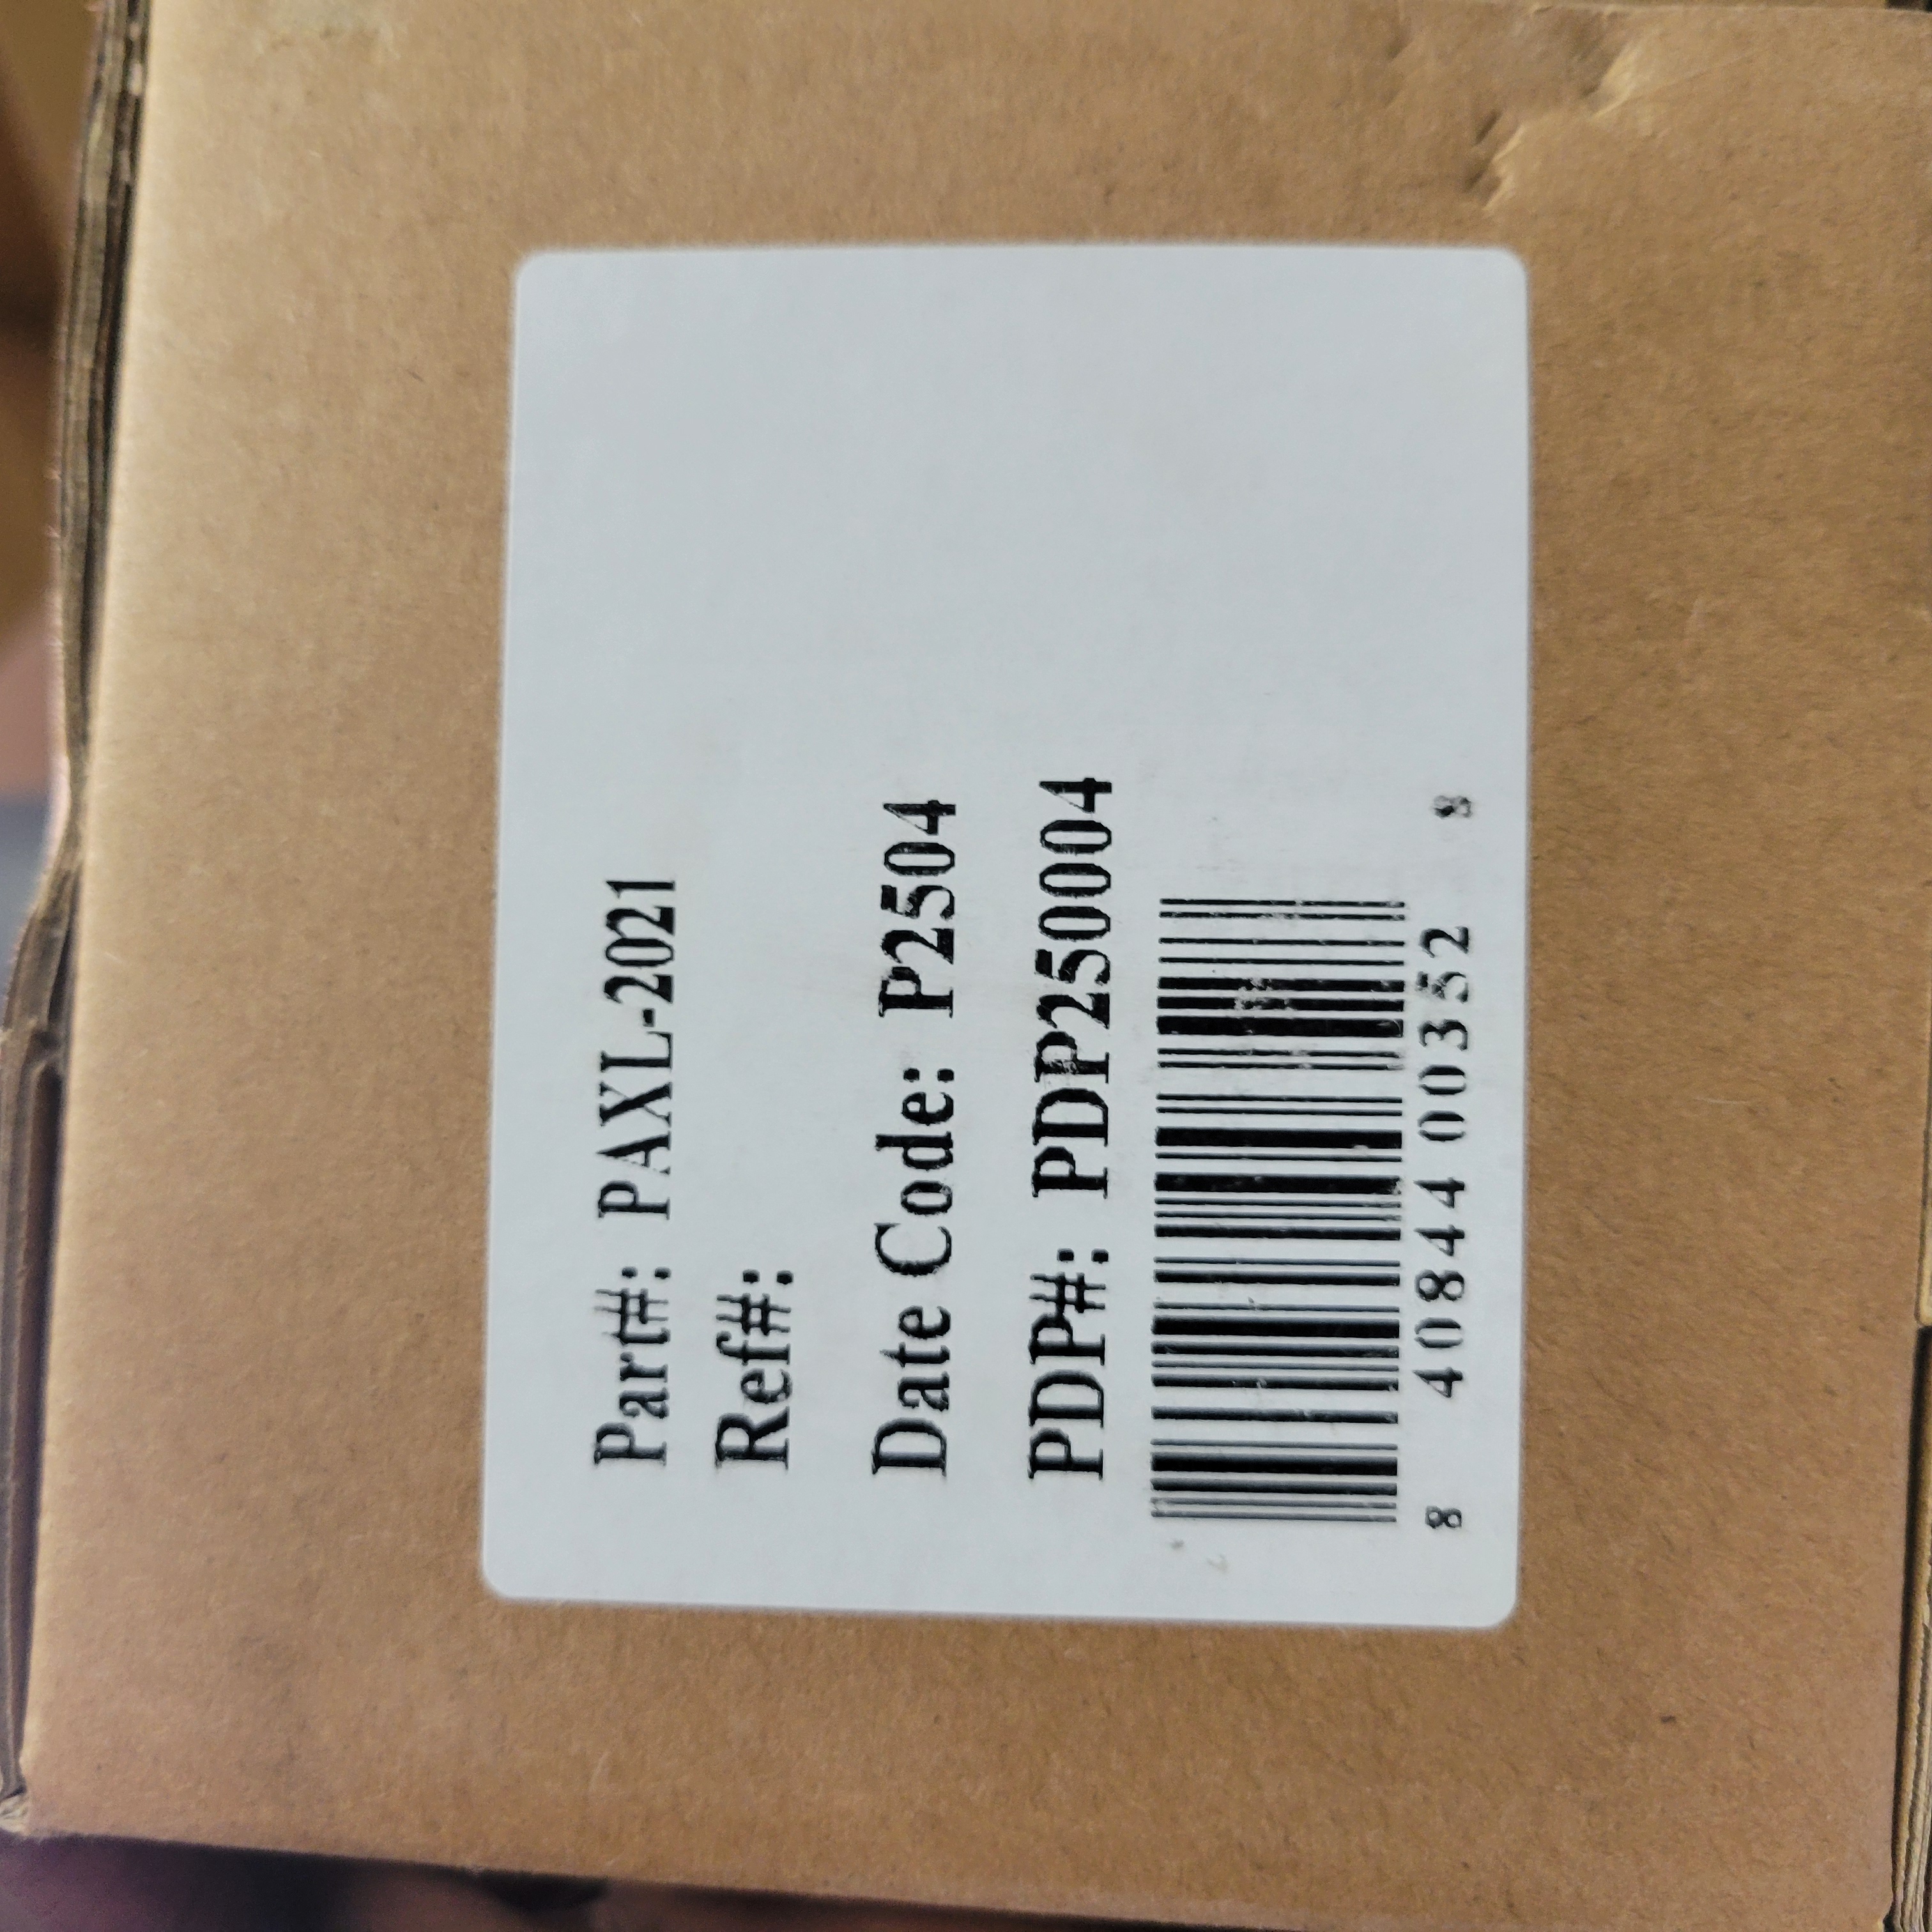 Part#: PAXL-2021
Ref#:
Date Code: P2504
PDP#: PDP250004
8 40844 00352 8